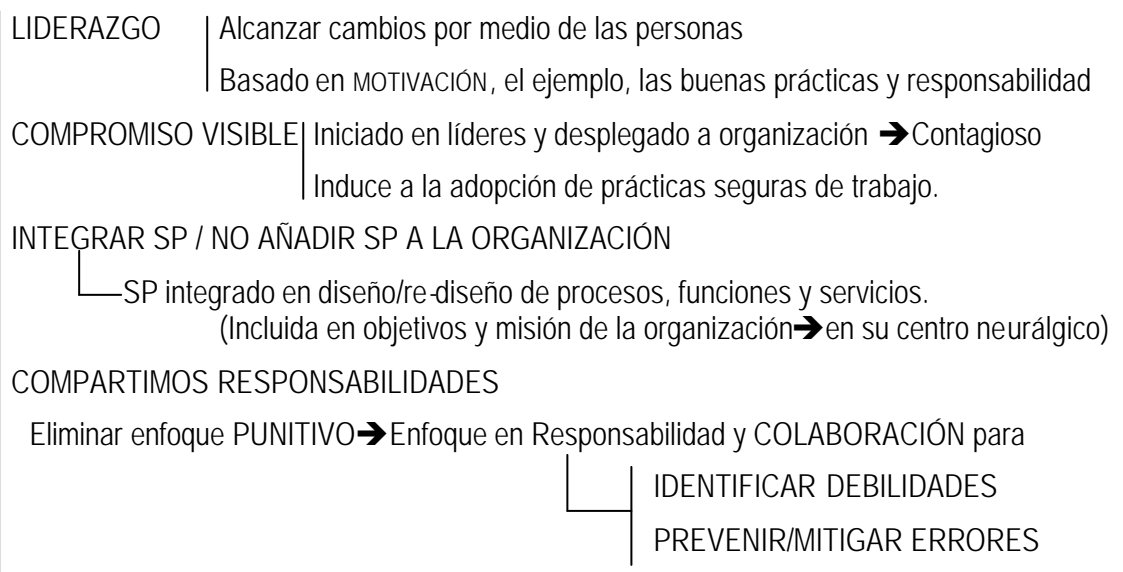 LIDERAZGO Alcanzar cambios por medio de las personas
Basado en MOTIVACIÓN, el ejemplo, las buenas prácticas y responsabilidad
COMPROMISO VISIBLE Iniciado en líderes y desplegado a organización ➔Contagioso
Induce a la adopción de prácticas seguras de trabajo.
INTEGRAR SP / NO AÑADIR SP A LA ORGANIZACIÓN
SP integrado en diseño/re-diseño de procesos, funciones y servicios.
(Incluida en objetivos y misión de la organización➔en su centro neurálgico)
COMPARTIMOS RESPONSABILIDADES
Eliminar enfoque PUNITIVO➔Enfoque en Responsabilidad y COLABORACIÓN para
IDENTIFICAR DEBILIDADES
PREVENIR/MITIGAR ERRORES